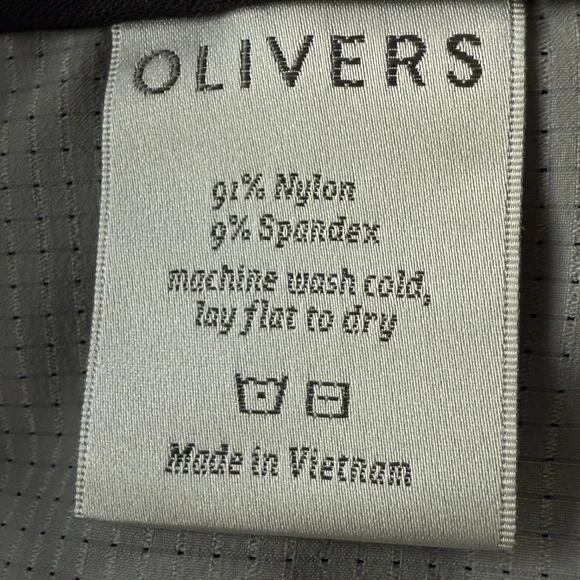 OLIVERS
91% Nylon
9% Spandex
machine wash cold,
lay flat to dry
Made in Vietnam